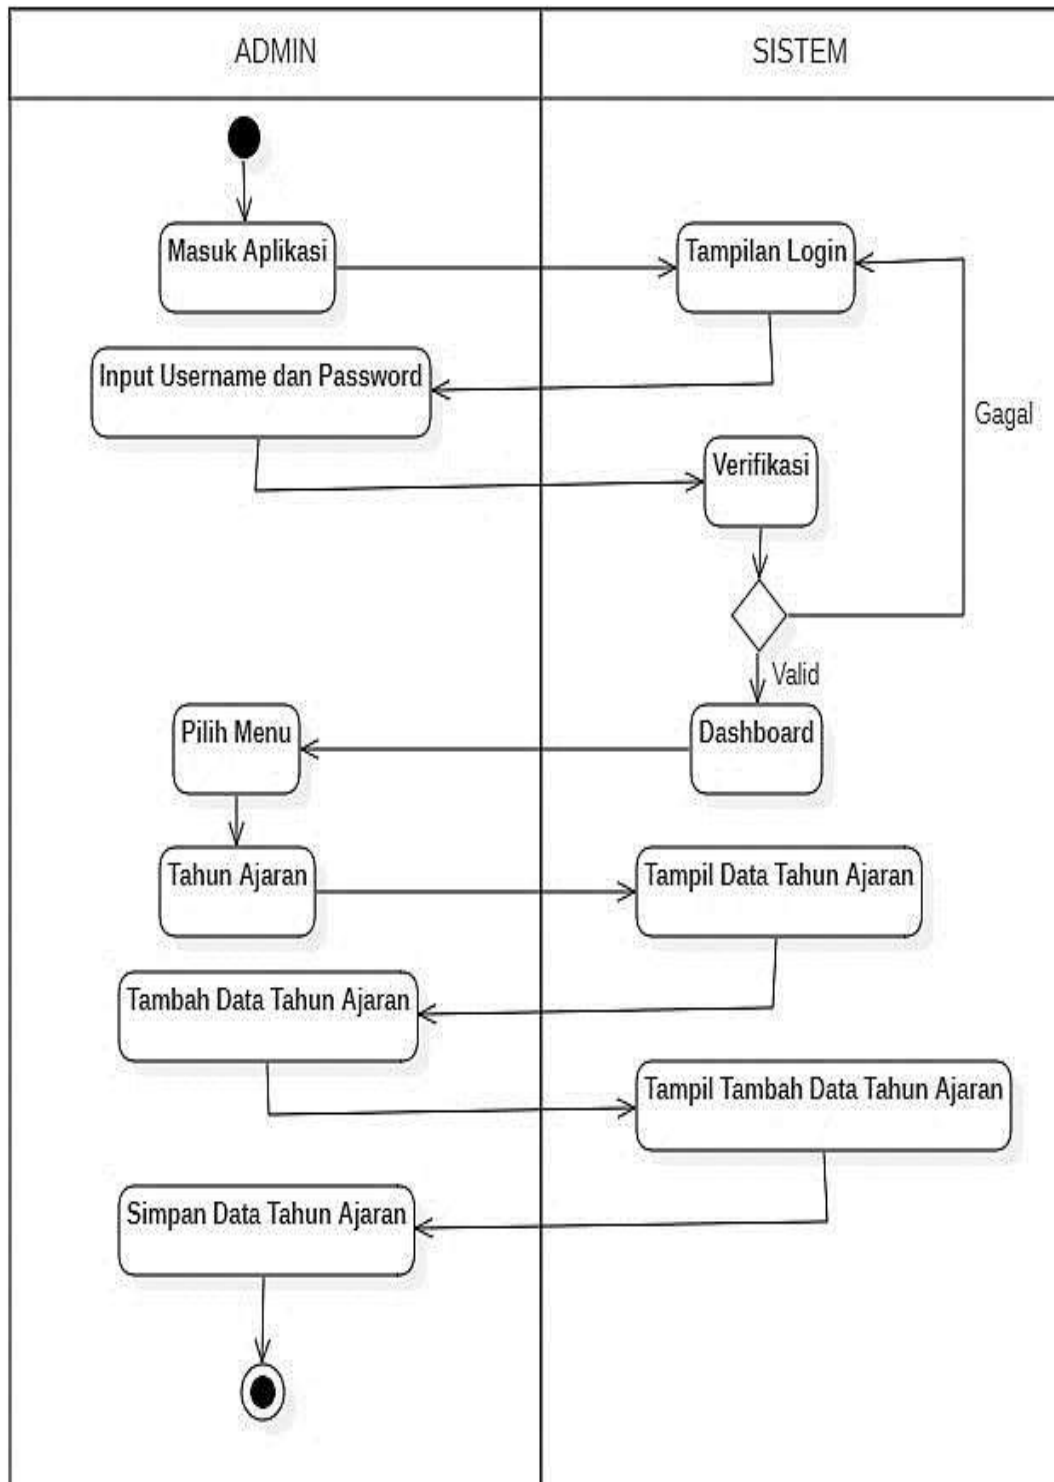 ADMIN
SISTEM
Masuk Aplikasi
Tampilan Login
Input Username dan Password
Gagal
Verifikasi
Valid
Pilih Menu
Dashboard
Tahun Ajaran
Tampil Data Tahun Ajaran
Tambah Data Tahun Ajaran
Tampil Tambah Data Tahun Ajaran
Simpan Data Tahun Ajaran